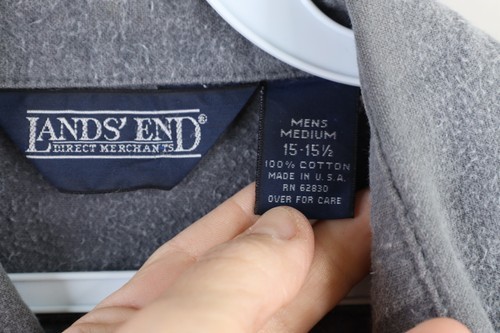 LANDS' END®
DIRECT MERCHANTS
MENS
MEDIUM
15-15½
100% COTTON
MADE IN U.S.A.
RN 62830
OVER FOR CARE